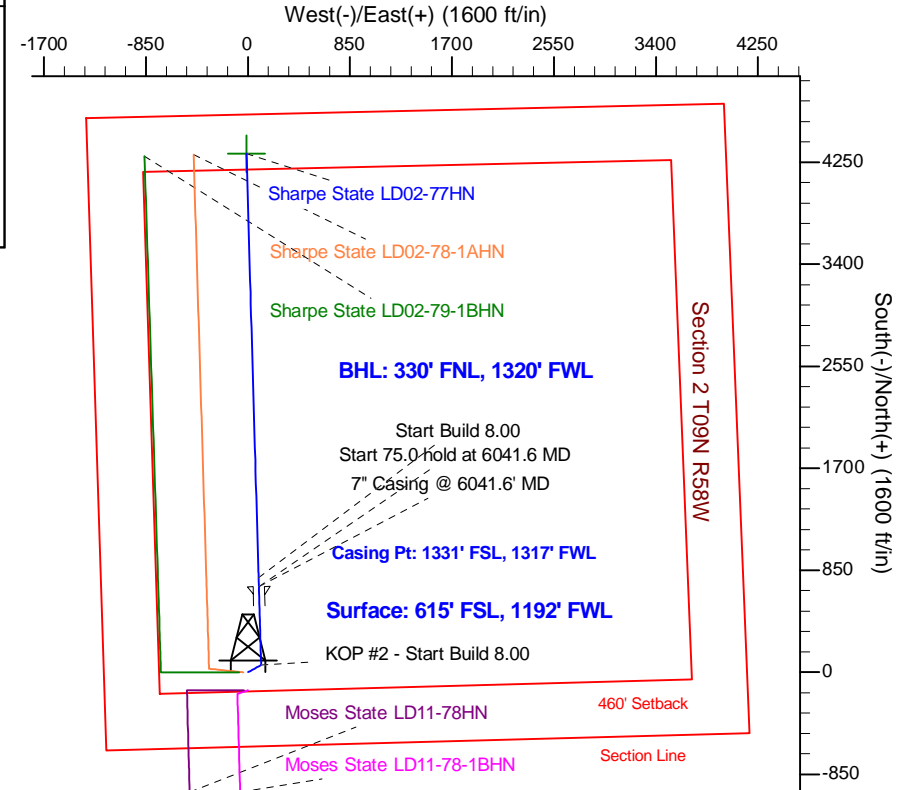 West(-)/East(+) (1600 ft/in)
-1700 -850 0 850 1700 2550 3400 4250
4250
Sharpe State LD02-77HN
Sharpe State LD02-78-1AHN
3400
Sharpe State LD02-79-1BHN
South(-)/North(+) (1600 ft/in)
Section 2 T09N R58W
BHL: 330' FNL, 1320' FWL
2550
Start Build 8.00
Start 75.0 hold at 6041.6 MD
1700
7" Casing @ 6041.6' MD
Casing Pt: 1331' FSL, 1317' FWL
850
Surface: 615' FSL, 1192' FWL
KOP #2 - Start Build 8.00
0
460' Setback
Moses State LD11-78HN
Section Line
Moses State LD11-78-1BHN
-850